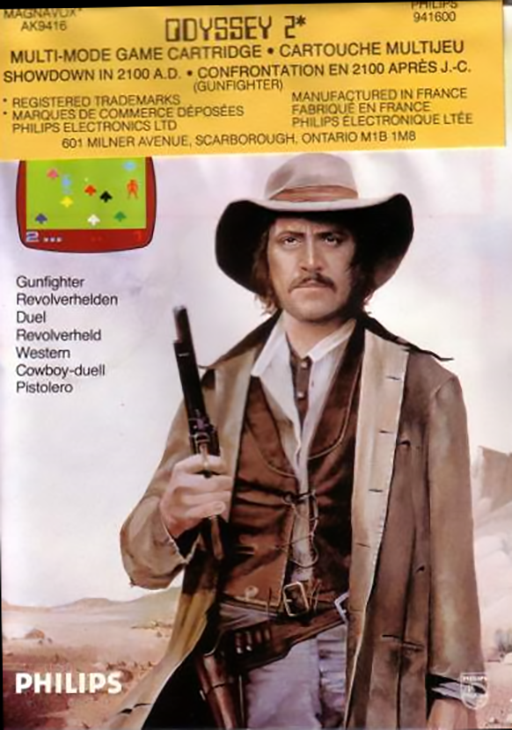 MAGNAVOX*
AK9416
ODYSSEY 2*
PHILIPS
941600
MULTI-MODE GAME CARTRIDGE • CARTOUCHE MULTIJEU
SHOWDOWN IN 2100 A.D. • CONFRONTATION EN 2100 APRÈS J.-C.
(GUNFIGHTER)
* REGISTERED TRADEMARKS
* MARQUES DE COMMERCE DÉPOSÉES
PHILIPS ELECTRONICS LTD
MANUFACTURED IN FRANCE
FABRIQUÉ EN FRANCE
PHILIPS ÉLECTRONIQUE LTÉE
601 MILNER AVENUE, SCARBOROUGH, ONTARIO M1B 1M8
Gunfighter
Revolverhelden
Duel
Revolverheld
Western
Cowboy-duell
Pistolero
PHILIPS
PHILIPS